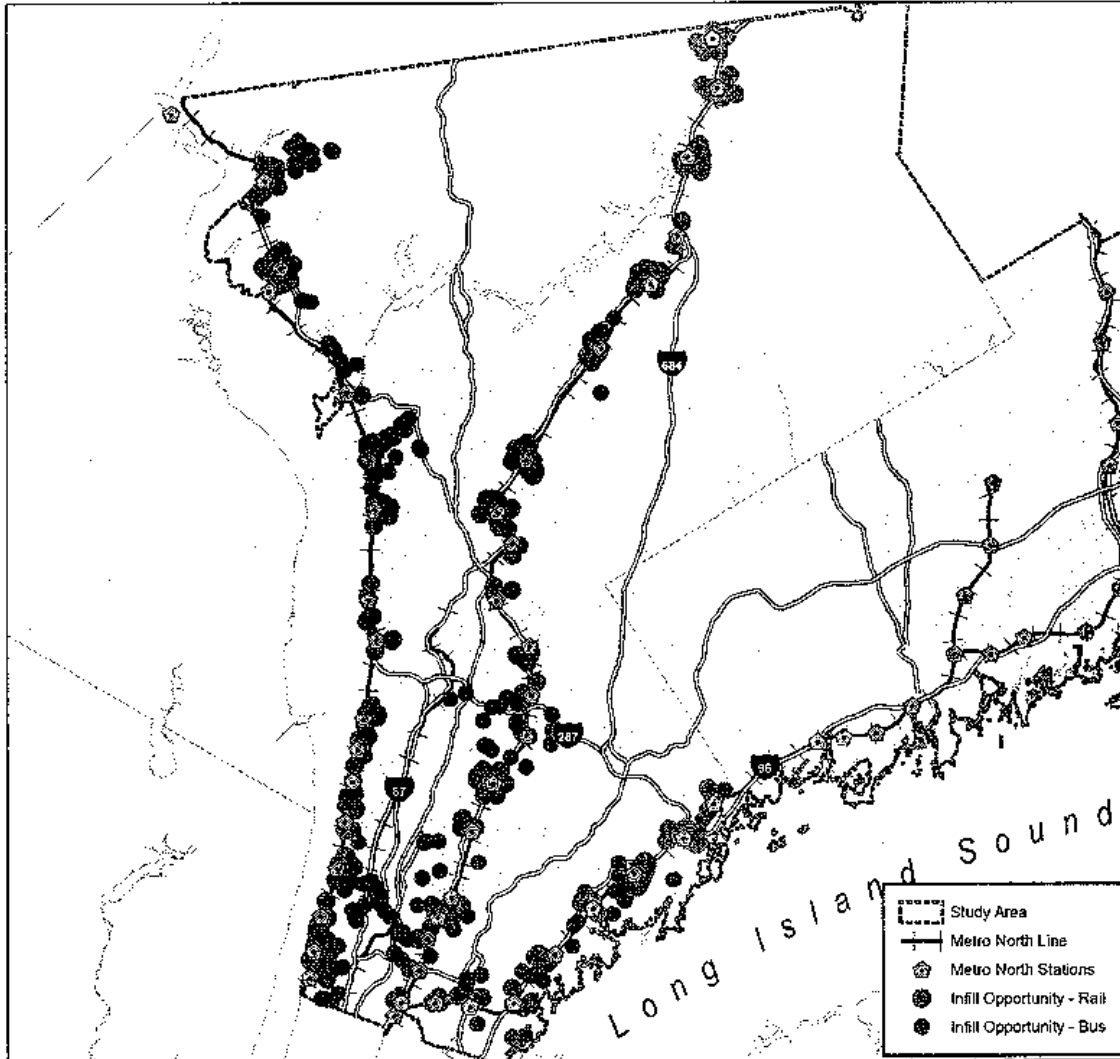 684
287
95
87
Long Island Sound
Study Area
Metro North Line
Metro North Stations
Infill Opportunity - Rail
Infill Opportunity - Bus